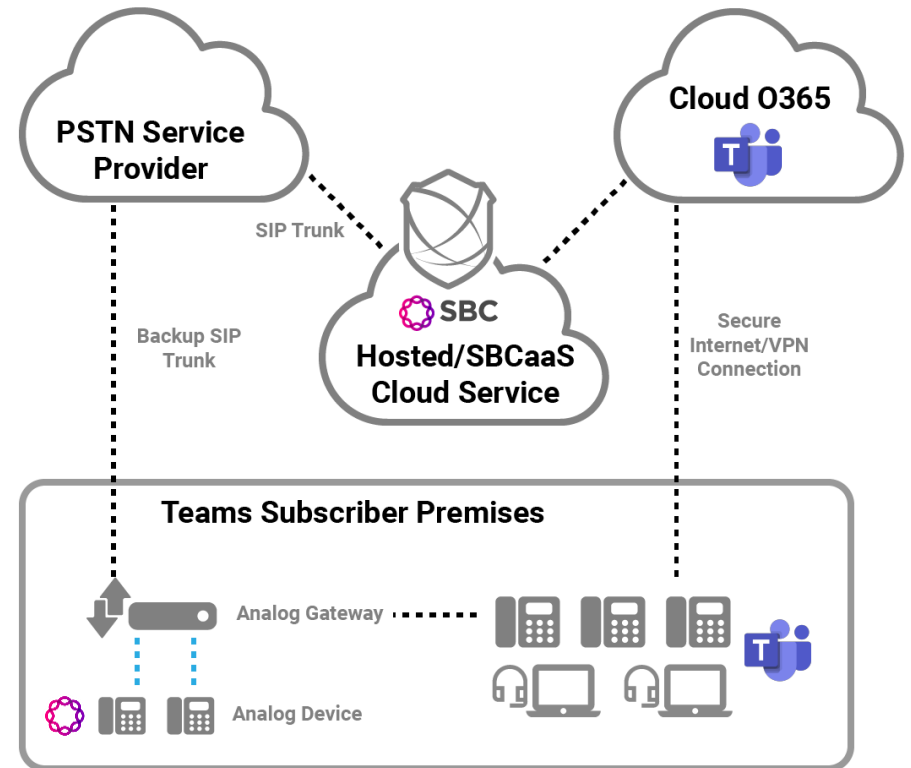 PSTN Service
Provider
Cloud O365
T
SIP Trunk
SBC
Hosted/SBCaaS
Cloud Service
Backup SIP
Trunk
Secure
Internet/VPN
Connection
Teams Subscriber Premises
Analog Gateway
T
Analog Device